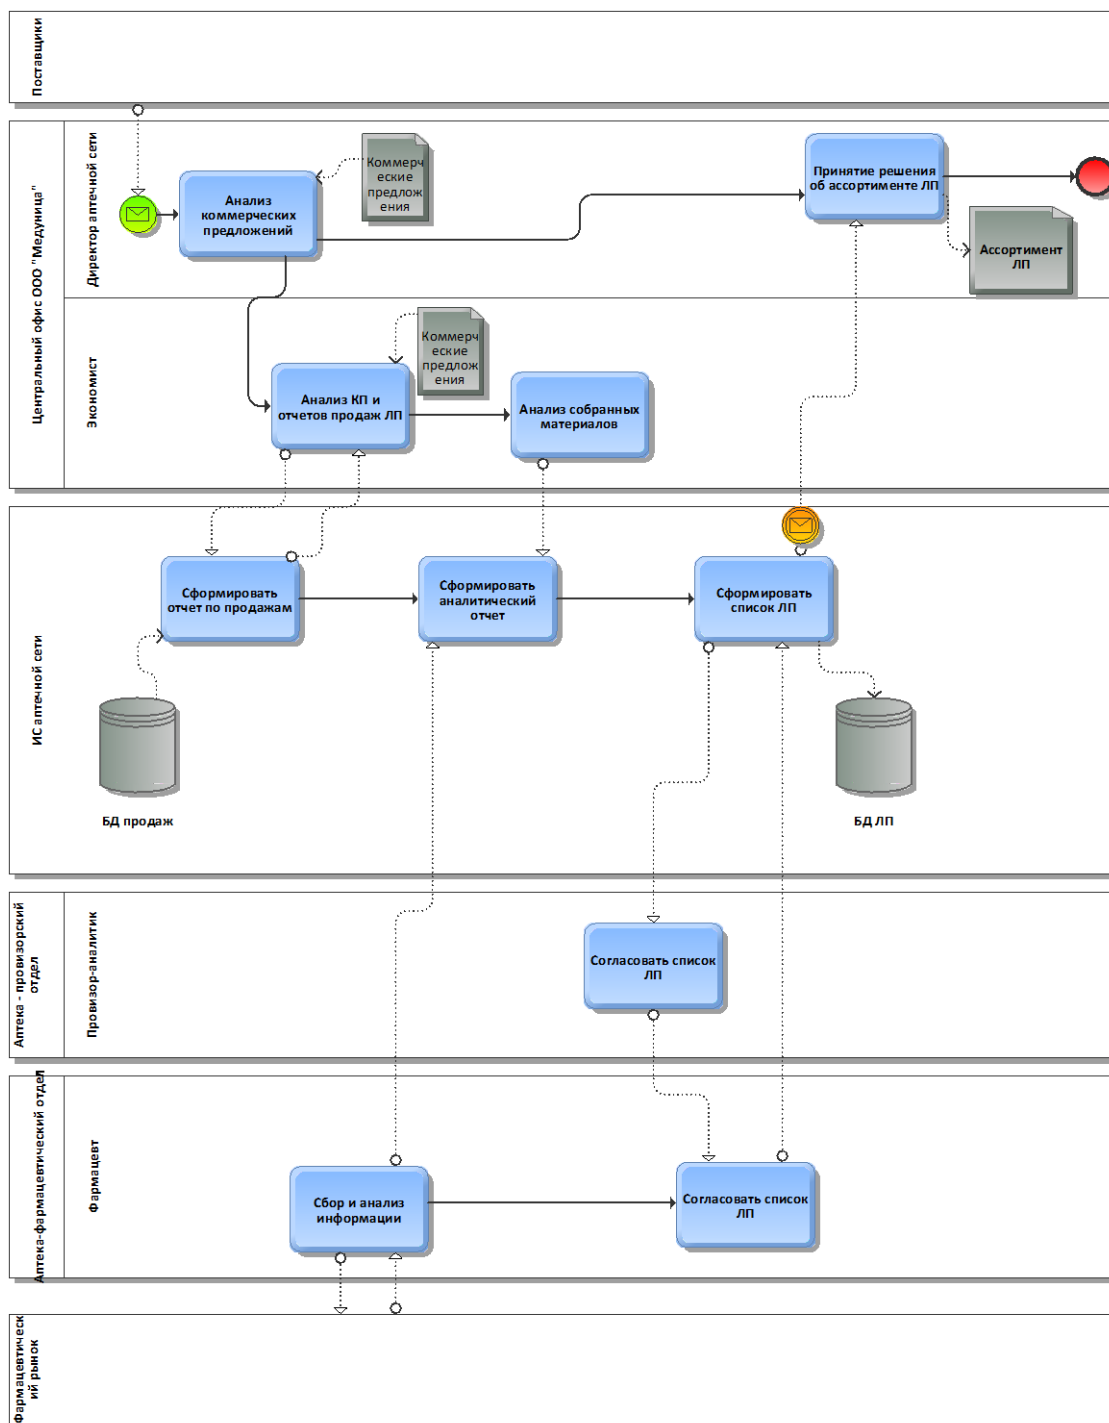 Поставщики
Центральный офис ООО "Медуница"
Директор аптечной сети
Анализ
коммерческих
предложений
Коммерч
еские
предлож
ения
Принятие решения
об ассортименте ЛП
Ассортимент
ЛП
Экономист
Коммерч
еские
предлож
ения
Анализ КП и
отчетов продаж ЛП
Анализ собранных
материалов
ИС аптечной сети
Сформировать
отчет по продажам
Сформировать
аналитический
отчет
Сформировать
список ЛП
БД продаж
БД ЛП
Аптека - провизорский
отдел
Провизор-аналитик
Согласовать список
ЛП
Аптека-фармацевтический отдел
Фармацевт
Сбор и анализ
информации
Согласовать список
ЛП
Фармацевтическ
ий рынок